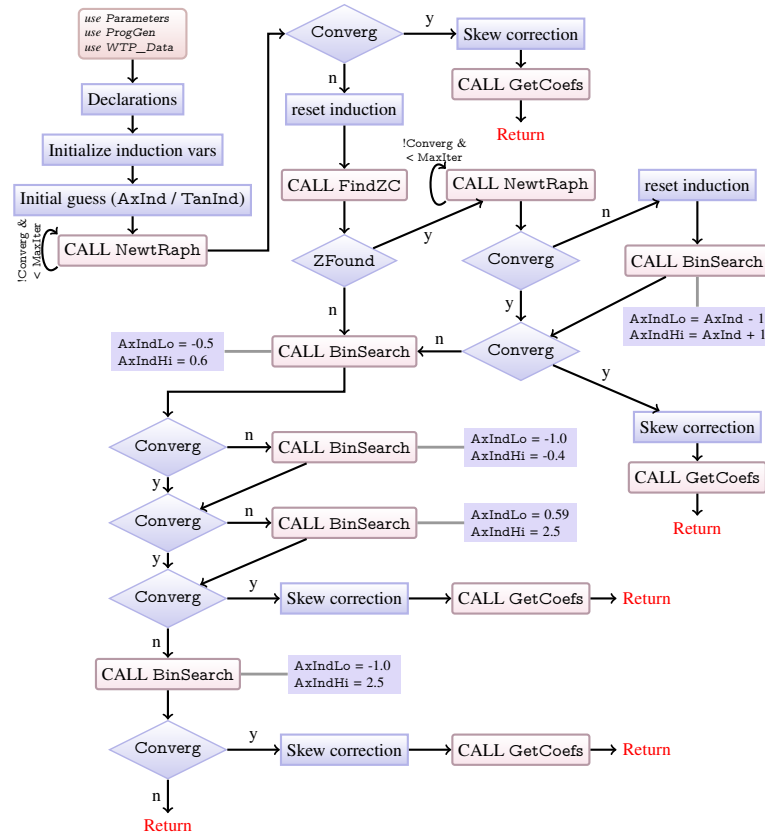 use Parameters
use ProgGen
use WTP_Data
Declarations
Initialize induction vars
Initial guess (AxInd / TanInd)
!Converg &
< MaxIter
CALL NewtRaph
Converg
y
Skew correction
CALL GetCoefs
Return
n
reset induction
CALL FindZC
ZFound
y
!Converg &
< MaxIter
CALL NewtRaph
Converg
n
reset induction
CALL BinSearch
AxIndLo = AxInd - 1
AxIndHi = AxInd + 1
y
Converg
y
Skew correction
CALL GetCoefs
Return
n
n
CALL BinSearch
AxIndLo = -0.5
AxIndHi = 0.6
Converg
n
CALL BinSearch
AxIndLo = -1.0
AxIndHi = -0.4
y
Converg
n
CALL BinSearch
AxIndLo = 0.59
AxIndHi = 2.5
y
Converg
y
Skew correction
CALL GetCoefs
Return
n
CALL BinSearch
AxIndLo = -1.0
AxIndHi = 2.5
Converg
y
Skew correction
CALL GetCoefs
Return
n
Return